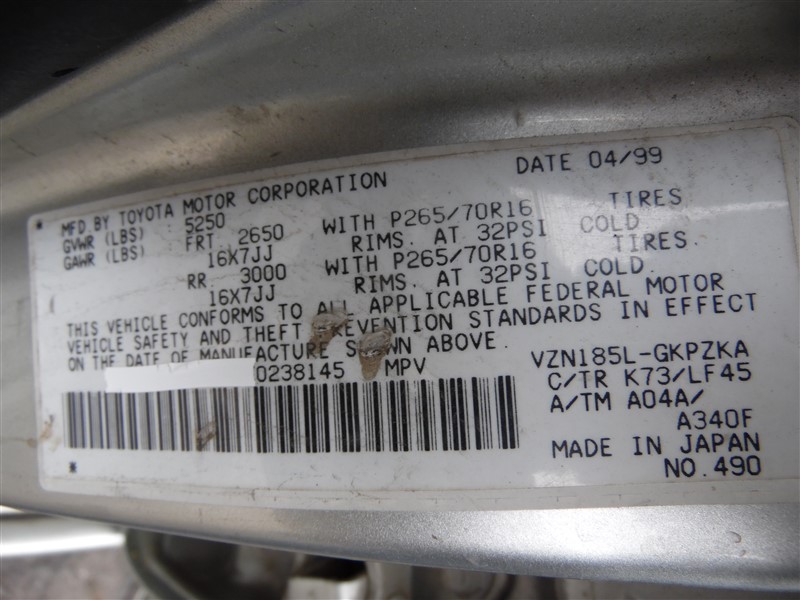 MFD BY TOYOTA MOTOR CORPORATION DATE 04/99
GVWR (LBS) : 5250
GAWR (LBS) FRT. 2650 WITH P265/70R16 TIRES
16X7JJ RIMS. AT 32PSI COLD
RR. 3000 WITH P265/70R16 TIRES.
16X7JJ RIMS. AT 32PSI COLD.
THIS VEHICLE CONFORMS TO ALL APPLICABLE FEDERAL MOTOR
VEHICLE SAFETY AND THEFT PREVENTION STANDARDS IN EFFECT
ON THE DATE OF MANUFACTURE SHOWN ABOVE.
0238145 MPV VZN185L-GKPZKA
C/TR K73/LF45
A/TM A04A/
A340F
MADE IN JAPAN
NO.490